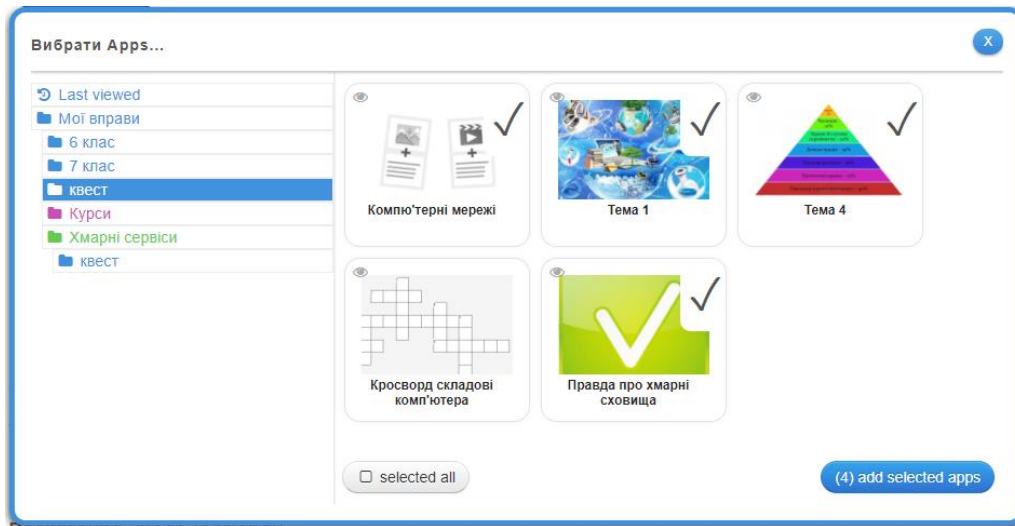 Вибрати Apps...
X
Last viewed
Мої вправи
6 клас
7 клас
квест
Курси
Хмарні сервіси
квест
Компю'терні мережі
Тема 1
Тема 4
Кросворд складові
комп'ютера
Правда про хмарні
сховища
selected all
(4) add selected apps